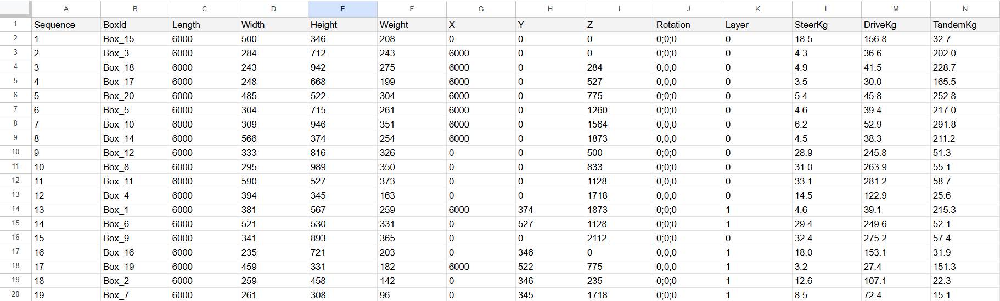 A B C D E F G H I J K L M N
1 Sequence BoxId Length Width Height Weight X Y Z Rotation Layer SteerKg DriveKg TandemKg
2 1 Box_15 6000 500 346 208 0 0 0 0;0;0 0 18.5 156.8 32.7
3 2 Box_3 6000 284 712 243 6000 0 0 0;0;0 0 4.3 36.6 202.0
4 3 Box_18 6000 243 942 275 6000 0 284 0;0;0 0 4.9 41.5 228.7
5 4 Box_17 6000 248 668 199 6000 0 527 0;0;0 0 3.5 30.0 165.5
6 5 Box_20 6000 485 522 304 6000 0 775 0;0;0 0 5.4 45.8 252.8
7 6 Box_5 6000 304 715 261 6000 0 1260 0;0;0 0 4.6 39.4 217.0
8 7 Box_10 6000 309 946 351 6000 0 1564 0;0;0 0 6.2 52.9 291.8
9 8 Box_14 6000 566 374 254 6000 0 1873 0;0;0 0 4.5 38.3 211.2
10 9 Box_12 6000 333 816 326 0 0 500 0;0;0 0 28.9 245.8 51.3
11 10 Box_8 6000 295 989 350 0 0 833 0;0;0 0 31.0 263.9 55.1
12 11 Box_11 6000 590 527 373 0 0 1128 0;0;0 0 33.1 281.2 58.7
13 12 Box_4 6000 394 345 163 0 0 1718 0;0;0 0 14.5 122.9 25.6
14 13 Box_1 6000 381 567 259 6000 374 1873 0;0;0 1 4.6 39.1 215.3
15 14 Box_6 6000 521 530 331 0 527 1128 0;0;0 1 29.4 249.6 52.1
16 15 Box_9 6000 341 893 365 0 0 2112 0;0;0 0 32.4 275.2 57.4
17 16 Box_16 6000 235 721 203 0 346 0 0;0;0 1 18.0 153.1 31.9
18 17 Box_19 6000 459 331 182 6000 522 775 0;0;0 1 3.2 27.4 151.3
19 18 Box_2 6000 259 458 142 0 346 235 0;0;0 1 12.6 107.1 22.3
20 19 Box_7 6000 261 308 96 0 345 1718 0;0;0 1 8.5 72.4 15.1